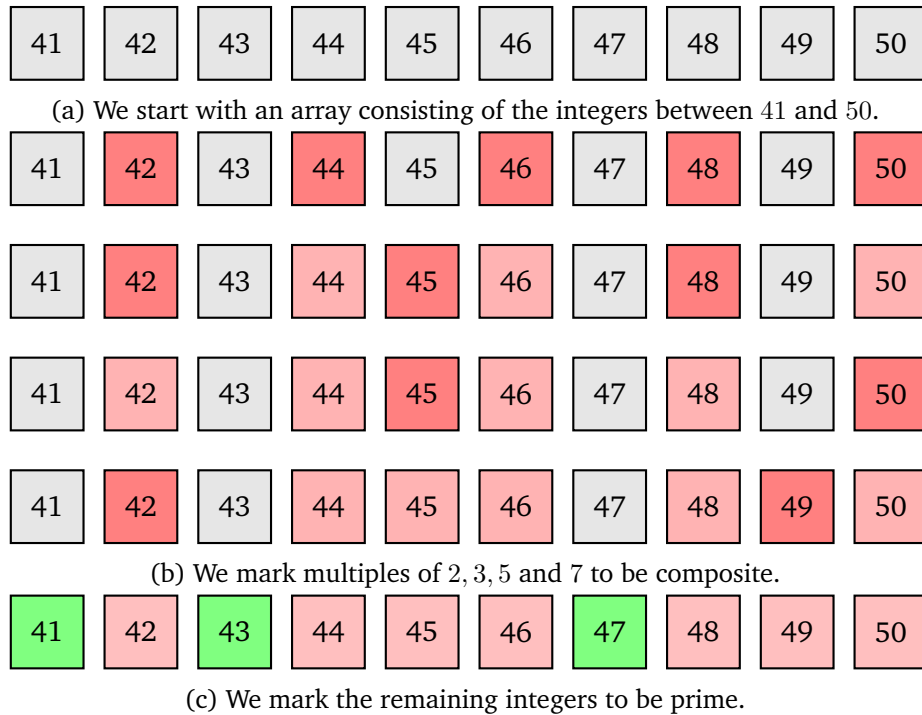 41 42 43 44 45 46 47 48 49 50
(a) We start with an array consisting of the integers between 41 and 50.
41 42 43 44 45 46 47 48 49 50
41 42 43 44 45 46 47 48 49 50
41 42 43 44 45 46 47 48 49 50
41 42 43 44 45 46 47 48 49 50
(b) We mark multiples of 2, 3, 5 and 7 to be composite.
41 42 43 44 45 46 47 48 49 50
(c) We mark the remaining integers to be prime.